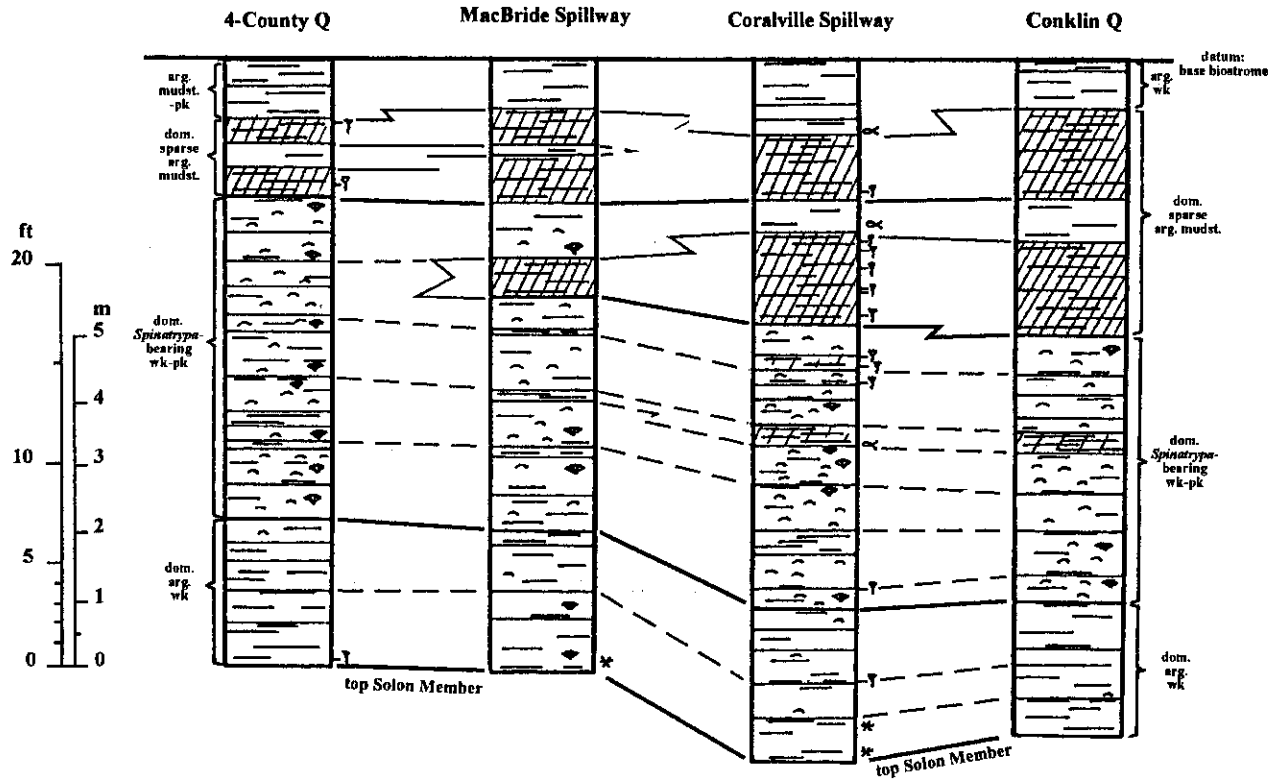 4-County Q
MacBride Spillway
Coralville Spillway
Conklin Q
datum:
base biostrome
arg.
mudst.
-pk
dom.
sparse
arg.
mudst.
dom.
Spinatrypa-
bearing
wk-pk
dom.
arg.
wk
ft
20
10
5
0
m
5
4
3
2
1
0
arg.
wk
dom.
sparse
arg. mudst.
dom.
Spinatrypa-
bearing
wk-pk
dom.
arg.
wk
top Solon Member
top Solon Member